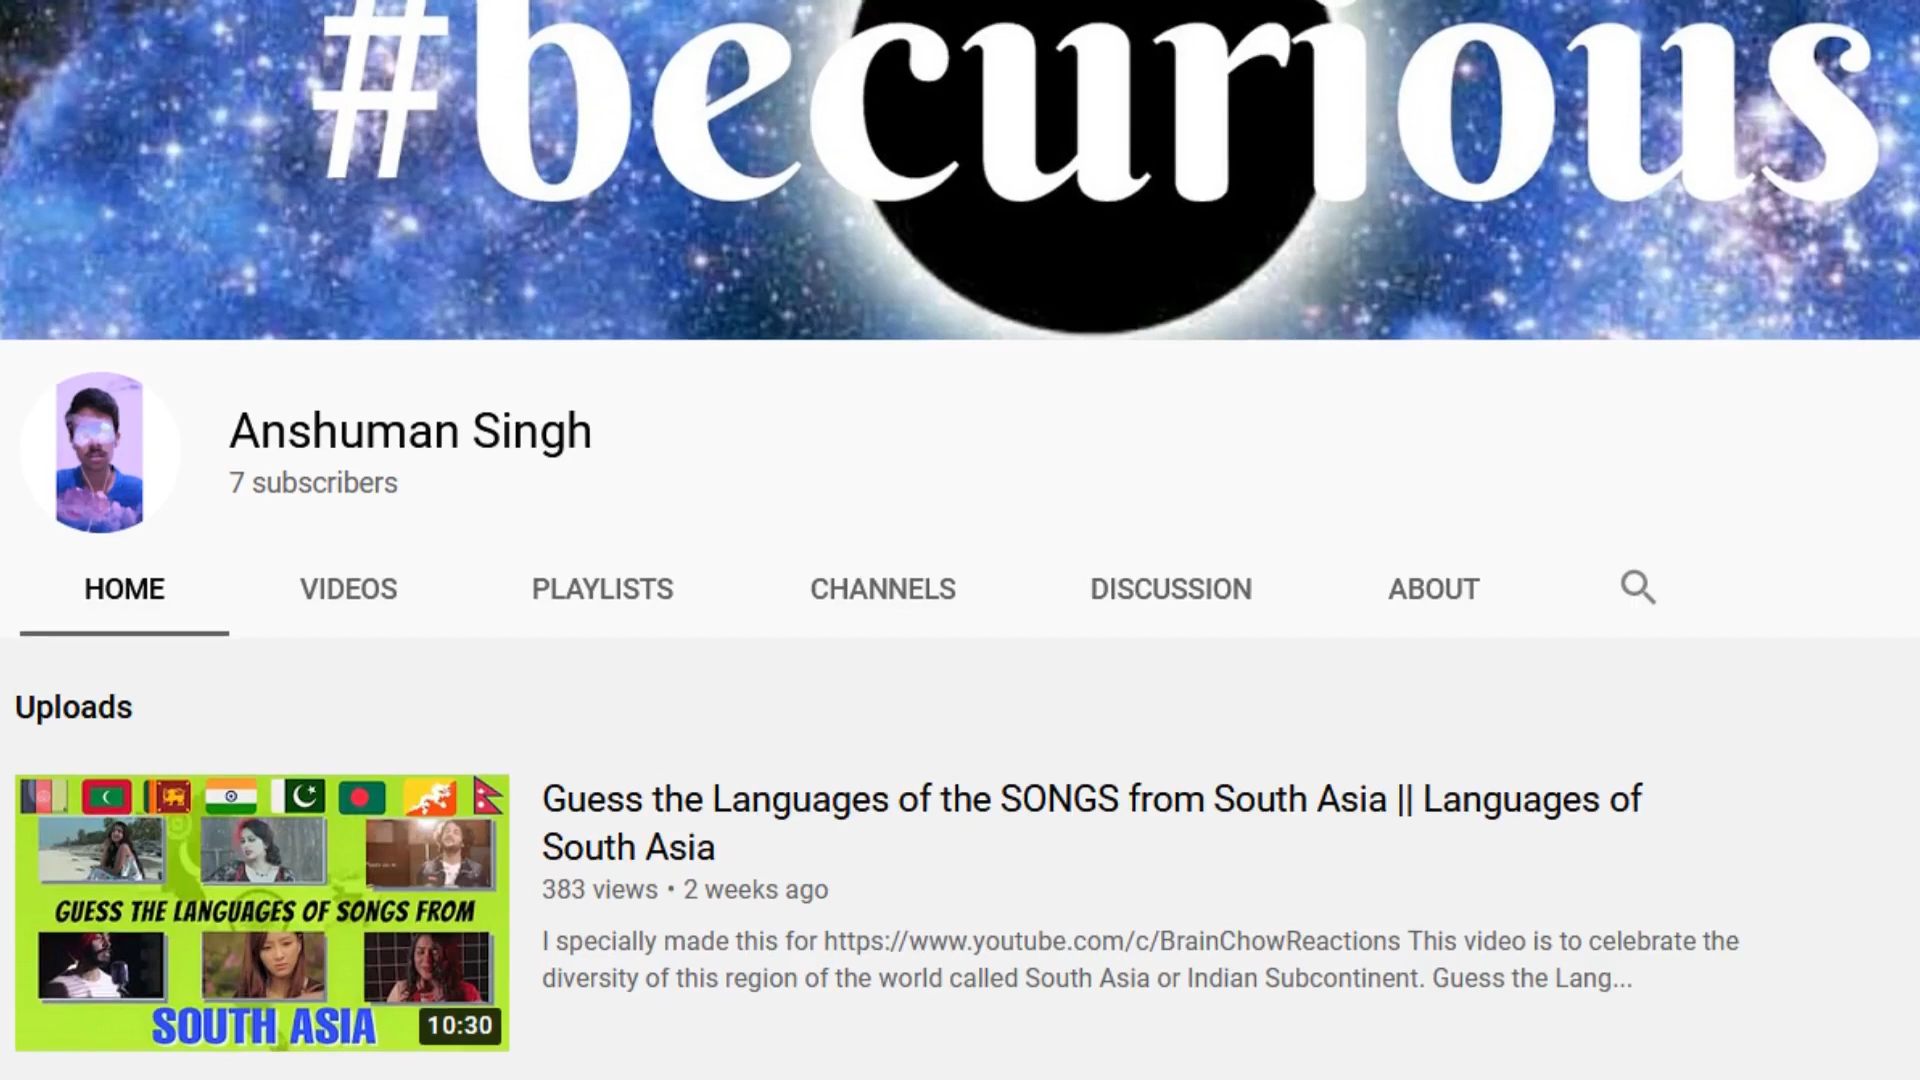 #becurious
Anshuman Singh
7 subscribers
HOME VIDEOS PLAYLISTS CHANNELS DISCUSSION ABOUT
Uploads
GUESS THE LANGUAGES OF SONGS FROM
SOUTH ASIA
10:30
Guess the Languages of the SONGS from South Asia || Languages of
South Asia
383 views • 2 weeks ago
I specially made this for https://www.youtube.com/c/BrainChowReactions This video is to celebrate the
diversity of this region of the world called South Asia or Indian Subcontinent. Guess the Lang...